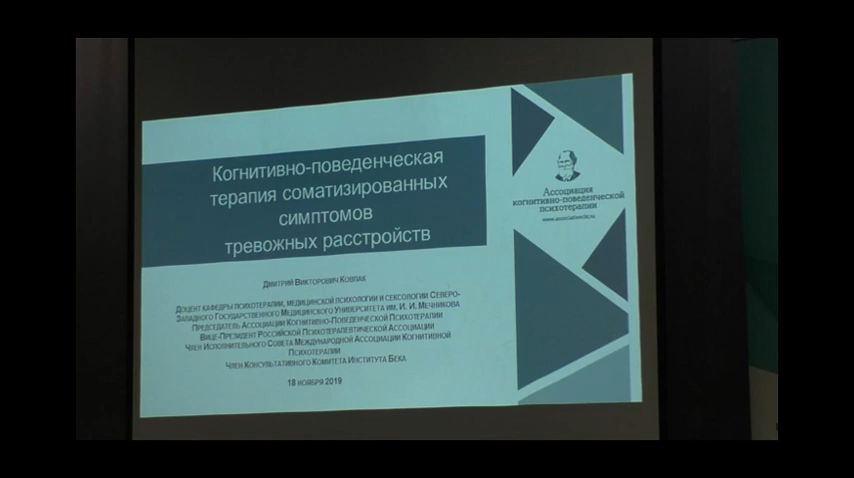 Когнитивно-поведенческая
терапия соматизированных
симптомов
тревожных расстройств
Ассоциация
когнитивно-поведенческой
психотерапии
Дмитрий Викторович Ковпак
Доцент кафедры психотерапии, медицинской психологии и сексологии Северо-
Западного Государственного Медицинского Университета им. И. И. Мечникова
Председатель Ассоциации Когнитивно-Поведенческой Психотерапии
Вице-Президент Российской Психотерапевтической Ассоциации
Член Исполнительного Совета Международной Ассоциации Когнитивной
Психотерапии
Член Консультативного Комитета Института Бека
18 ноября 2019